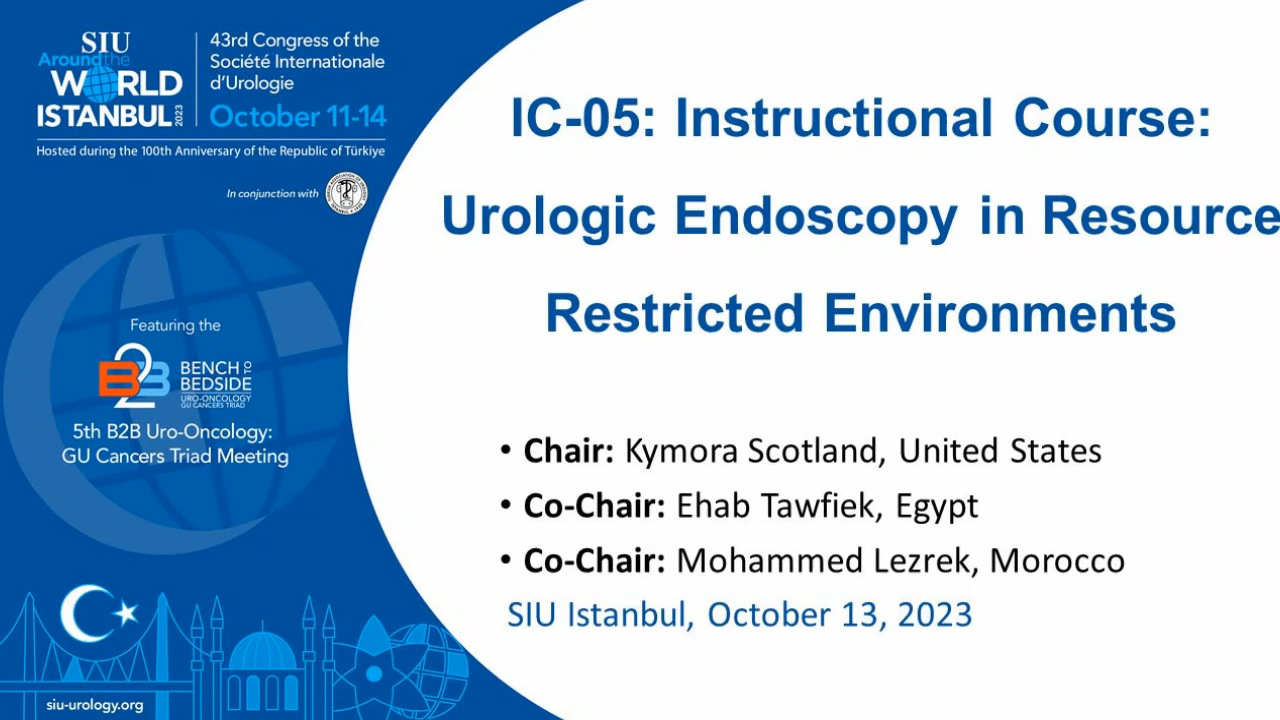 SIU
Around the
WORLD
ISTANBUL 2023
43rd Congress of the
Société Internationale
d'Urologie
October 11-14
Hosted during the 100th Anniversary of the Republic of Türkiye
In conjunction with
Featuring the
B2B
BENCH TO
BEDSIDE
URO-ONCOLOGY
GU CANCERS TRIAD
5th B2B Uro-Oncology:
GU Cancers Triad Meeting
siu-urology.org
IC-05: Instructional Course:
Urologic Endoscopy in Resource
Restricted Environments
• Chair: Kymora Scotland, United States
• Co-Chair: Ehab Tawfiek, Egypt
• Co-Chair: Mohammed Lezrek, Morocco
SIU Istanbul, October 13, 2023